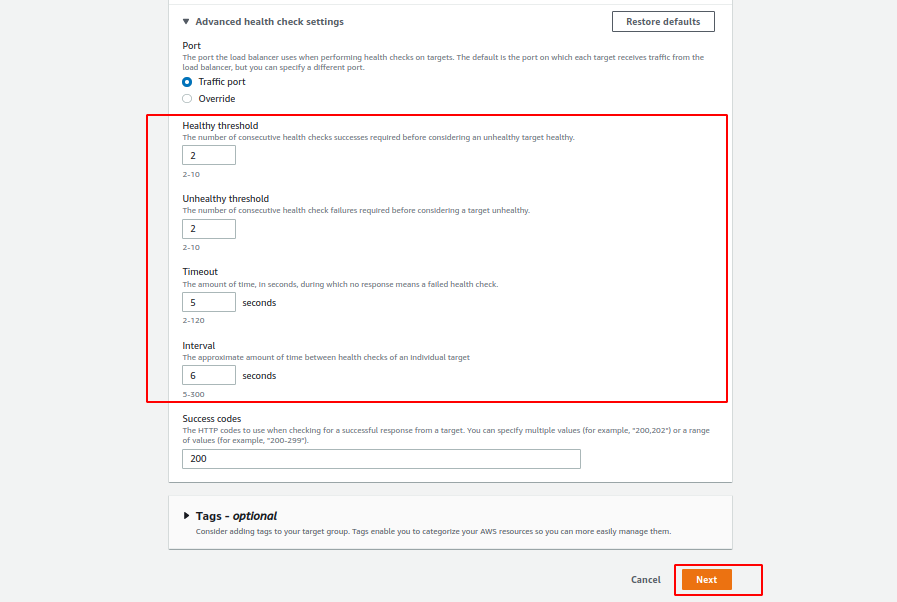 Advanced health check settings
Restore defaults
Port
The port the load balancer uses when performing health checks on targets. The default is the port on which each target receives traffic from the
load balancer, but you can specify a different port.
Traffic port
Override
Healthy threshold
The number of consecutive health checks successes required before considering an unhealthy target healthy.
2
2-10
Unhealthy threshold
The number of consecutive health check failures required before considering a target unhealthy.
2
2-10
Timeout
The amount of time, in seconds, during which no response means a failed health check.
5 seconds
2-120
Interval
The approximate amount of time between health checks of an individual target
6 seconds
5-300
Success codes
The HTTP codes to use when checking for a successful response from a target. You can specify multiple values (for example, "200,202") or a range
of values (for example, "200-299").
200
Tags - optional
Consider adding tags to your target group. Tags enable you to categorize your AWS resources so you can more easily manage them.
Cancel Next